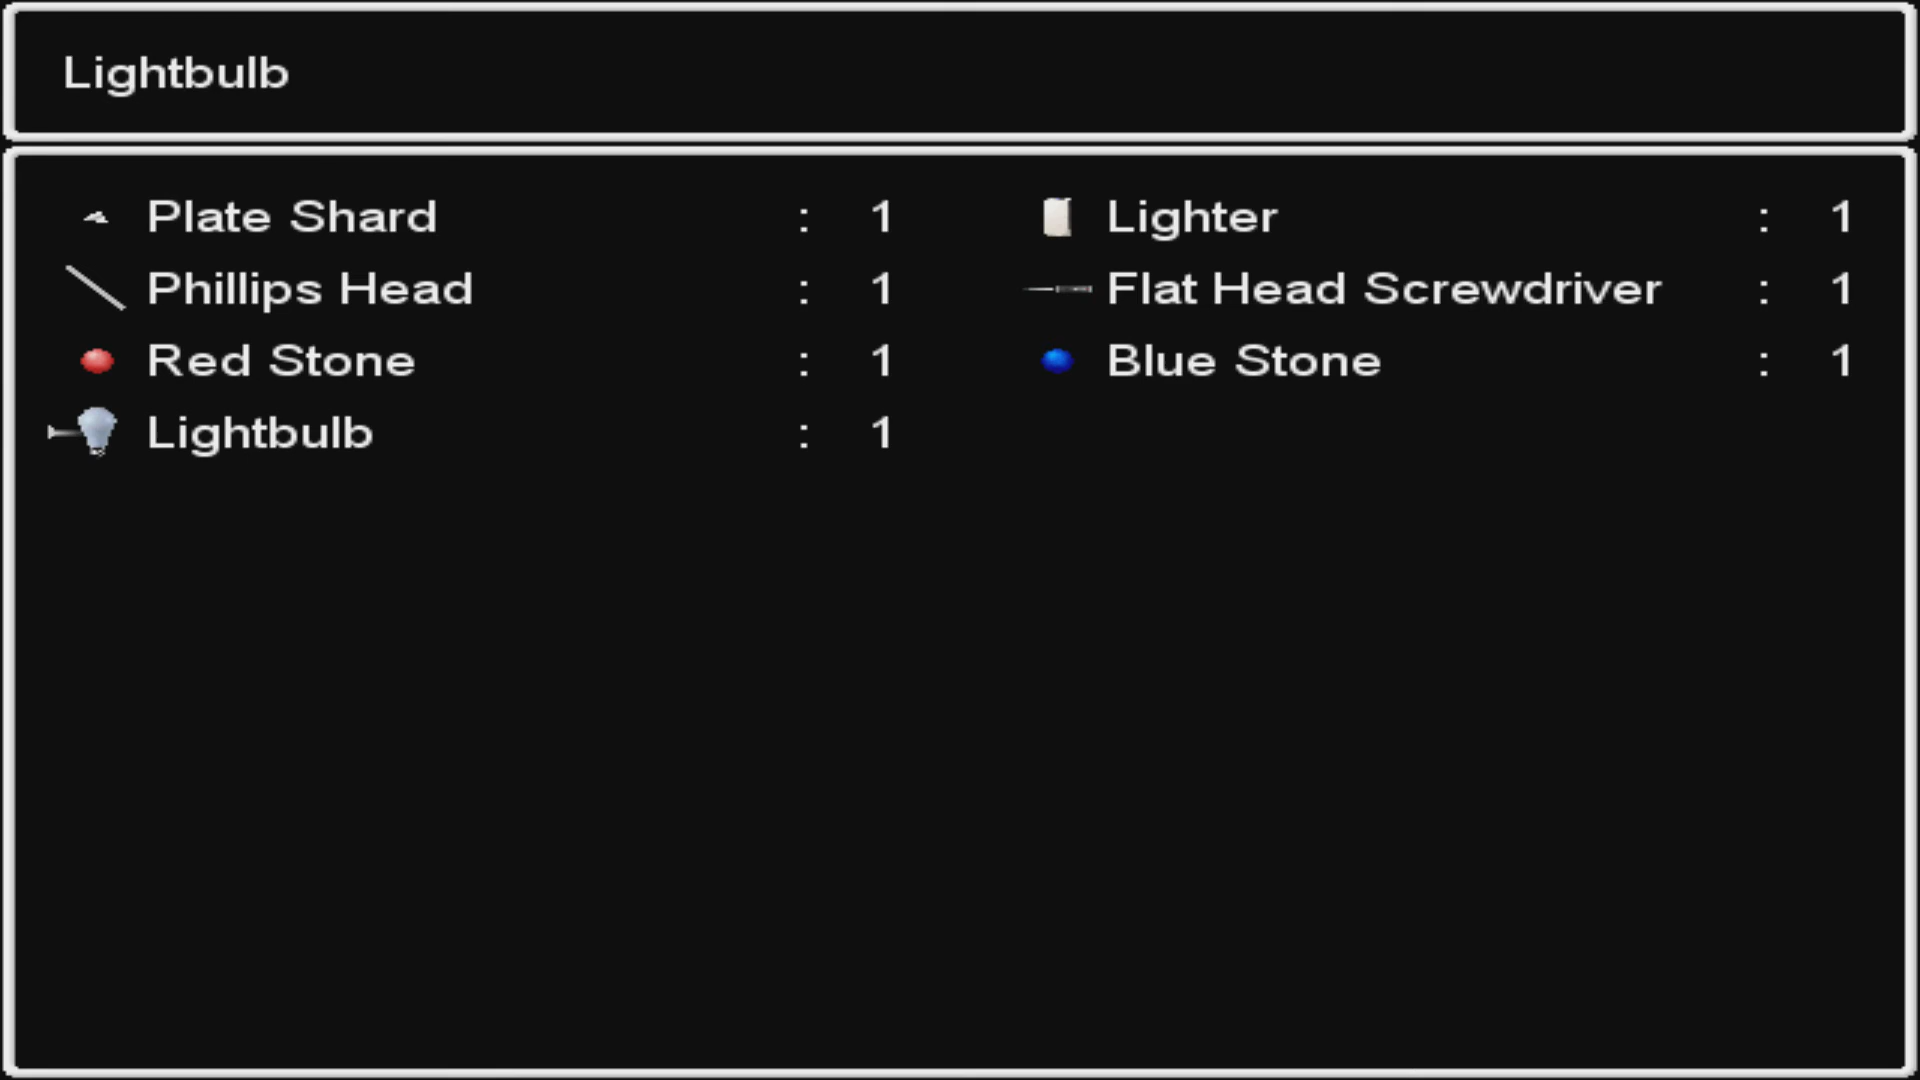 Lightbulb
Plate Shard : 1 Lighter : 1
Phillips Head : 1 Flat Head Screwdriver : 1
Red Stone : 1 Blue Stone : 1
Lightbulb : 1